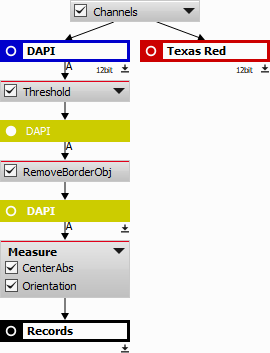 Channels
DAPI
Texas Red
A
12bit
12bit
Threshold
DAPI
A
RemoveBorderObj
DAPI
A
Measure
CenterAbs
Orientation
Records